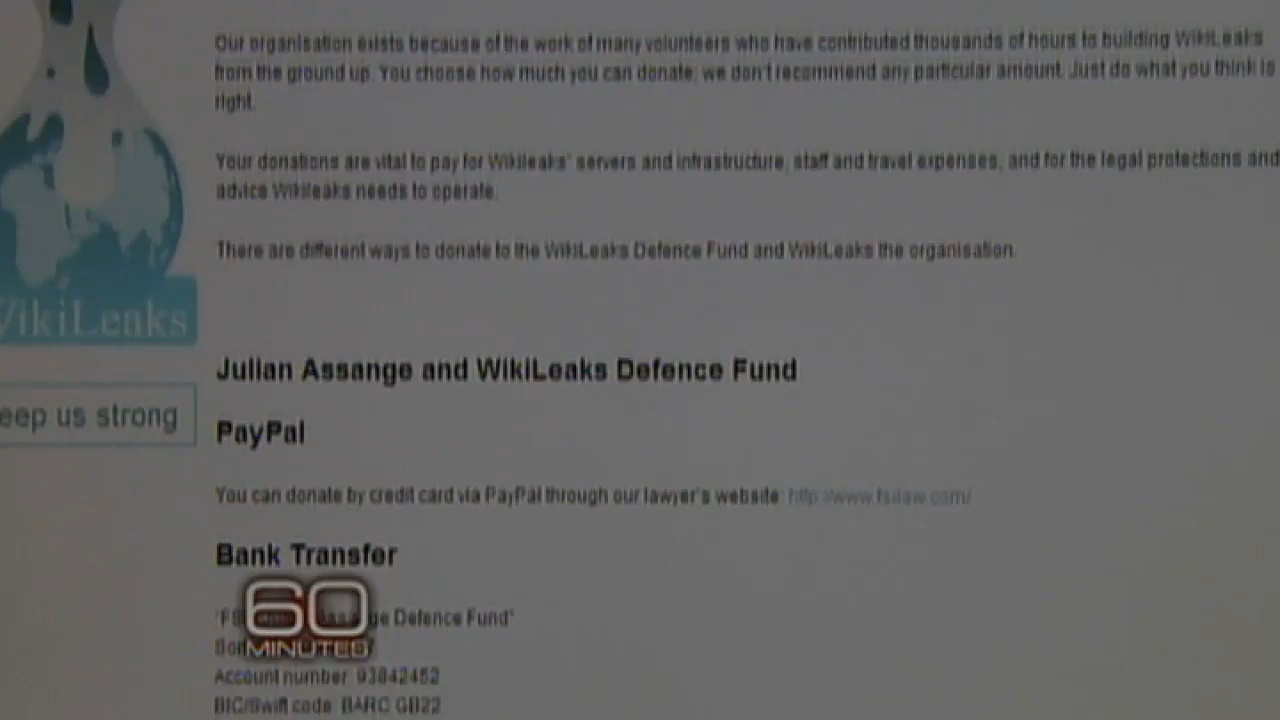 Our organisation exists because of the work of many volunteers who have contributed thousands of hours to building WikiLeaks
from the ground up. You choose how much you can donate; we don't recommend any particular amount. Just do what you think is
right.
Your donations are vital to pay for Wikileaks' servers and infrastructure, staff and travel expenses, and for the legal protections and
advice Wikileaks needs to operate.
There are different ways to donate to the WikiLeaks Defence Fund and WikiLeaks the organisation.
WikiLeaks
eep us strong
Julian Assange and WikiLeaks Defence Fund
PayPal
You can donate by credit card via PayPal through our lawyer's website: http://www.fsilaw.com/
Bank Transfer
Defence Fund'
60
MINUTES
Account number: 93842452
BIC/Swift code: BARC GB22